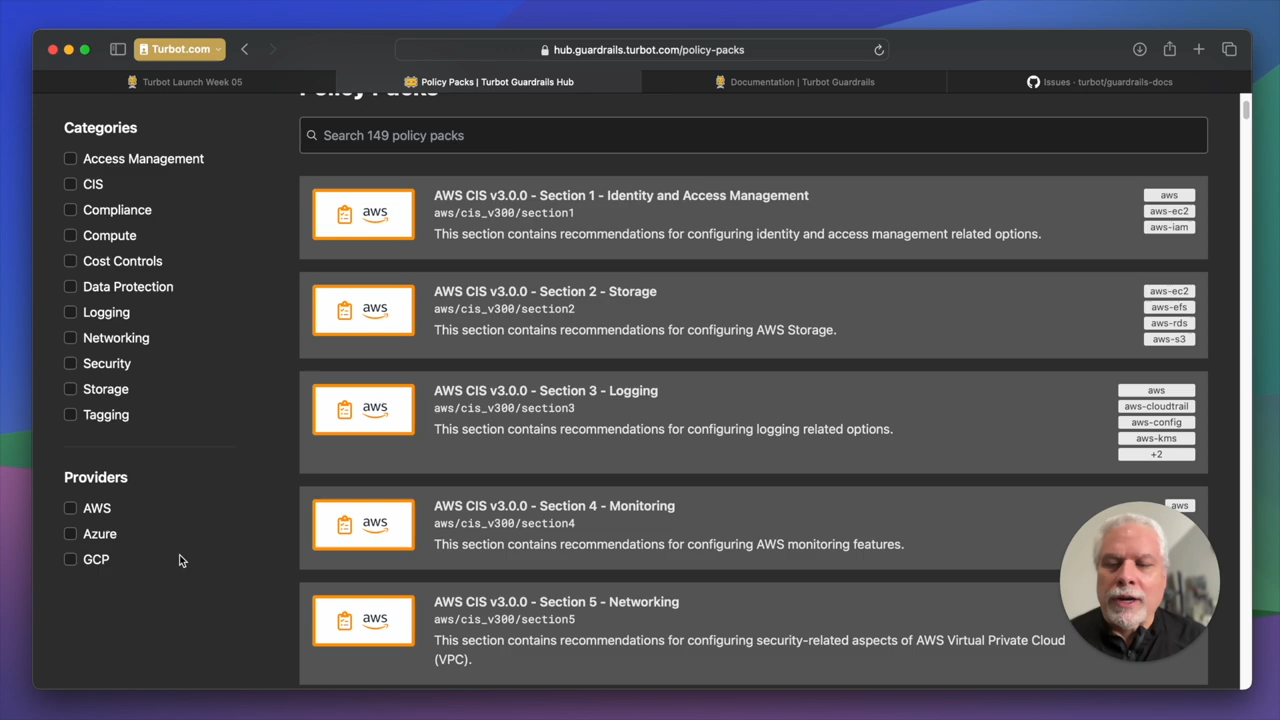 Turbot.com
hub.guardrails.turbot.com/policy-packs
Turbot Launch Week 05
Policy Packs | Turbot Guardrails Hub
Documentation | Turbot Guardrails
Issues · turbot/guardrails-docs
Policy Packs
Categories
Access Management
CIS
Compliance
Compute
Cost Controls
Data Protection
Logging
Networking
Security
Storage
Tagging
Providers
AWS
Azure
GCP
Search 149 policy packs
aws
AWS CIS v3.0.0 - Section 1 - Identity and Access Management
aws/cis_v300/section1
This section contains recommendations for configuring identity and access management related options.
aws
aws-ec2
aws-iam
aws
AWS CIS v3.0.0 - Section 2 - Storage
aws/cis_v300/section2
This section contains recommendations for configuring AWS Storage.
aws-ec2
aws-efs
aws-rds
aws-s3
aws
AWS CIS v3.0.0 - Section 3 - Logging
aws/cis_v300/section3
This section contains recommendations for configuring logging related options.
aws
aws-cloudtrail
aws-config
aws-kms
+2
aws
AWS CIS v3.0.0 - Section 4 - Monitoring
aws/cis_v300/section4
This section contains recommendations for configuring AWS monitoring features.
aws
aws
AWS CIS v3.0.0 - Section 5 - Networking
aws/cis_v300/section5
This section contains recommendations for configuring security-related aspects of AWS Virtual Private Cloud
(VPC).